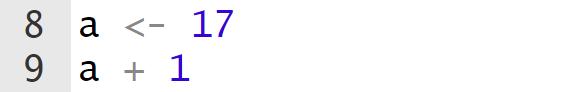 8 a <- 17
9 a + 1